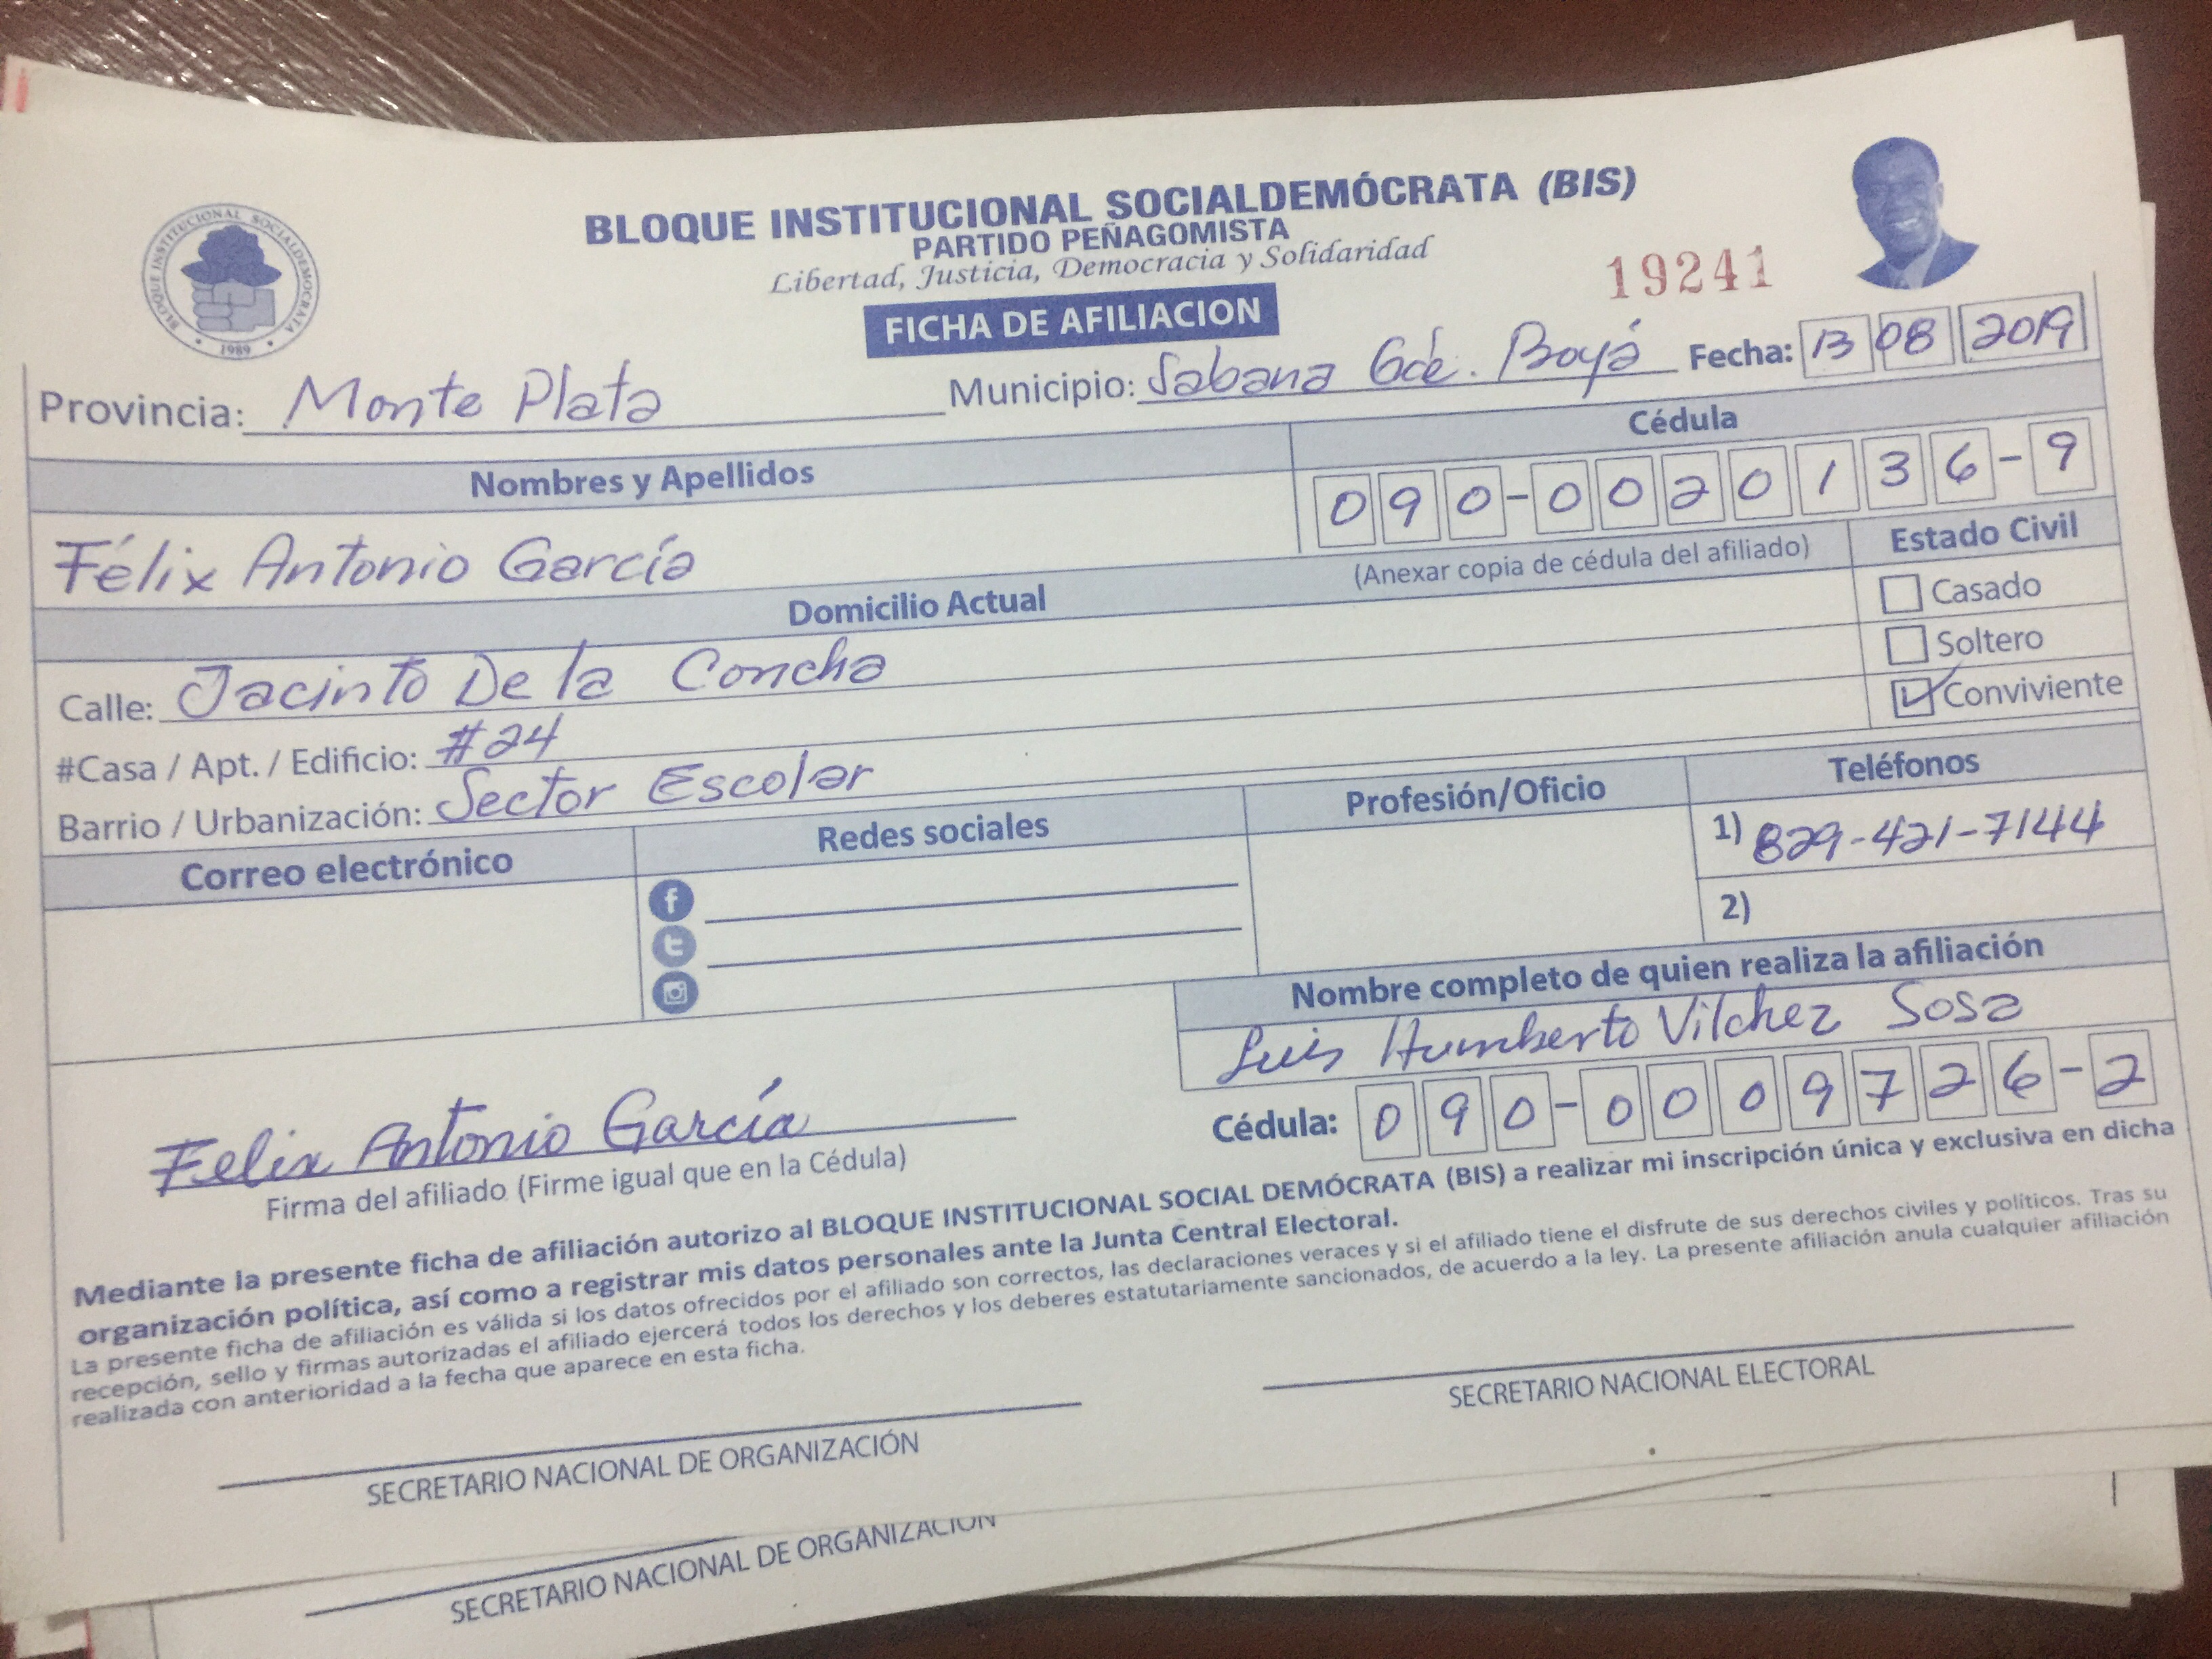 BLOQUE INSTITUCIONAL SOCIALDEMOCRATA
1989
BLOQUE INSTITUCIONAL SOCIALDEMÓCRATA (BIS)
PARTIDO PEÑAGOMISTA
Libertad, Justicia, Democracia y Solidaridad
19241
FICHA DE AFILIACION
Provincia: Monte Plata Municipio: Sabana Gde. Boyá Fecha: 13 08 2019
Nombres y Apellidos Cédula
Félix Antonio García 090-0020136-9
(Anexar copia de cédula del afiliado) Estado Civil
Domicilio Actual
Casado
Soltero
Conviviente
Calle: Jacinto De la Concha
#Casa / Apt. / Edificio: #24
Barrio / Urbanización: Sector Escolar
Correo electrónico Redes sociales Profesión/Oficio Teléfonos
1) 829-421-7144
2)
Nombre completo de quien realiza la afiliación
Luis Humberto Vilchez Sosa
Cédula: 090-0009726-2
Felix Antonio García
Firma del afiliado (Firme igual que en la Cédula)
Mediante la presente ficha de afiliación autorizo al BLOQUE INSTITUCIONAL SOCIAL DEMÓCRATA (BIS) a realizar mi inscripción única y exclusiva en dicha
organización política, así como a registrar mis datos personales ante la Junta Central Electoral.
La presente ficha de afiliación es válida si los datos ofrecidos por el afiliado son correctos, las declaraciones veraces y si el afiliado tiene el disfrute de sus derechos civiles y políticos. Tras su
recepción, sello y firmas autorizadas el afiliado ejercerá todos los derechos y los deberes estatutariamente sancionados, de acuerdo a la ley. La presente afiliación anula cualquier afiliación
realizada con anterioridad a la fecha que aparece en esta ficha.
SECRETARIO NACIONAL DE ORGANIZACIÓN
SECRETARIO NACIONAL ELECTORAL
SECRETARIO NACIONAL DE ORGANIZACIÓN